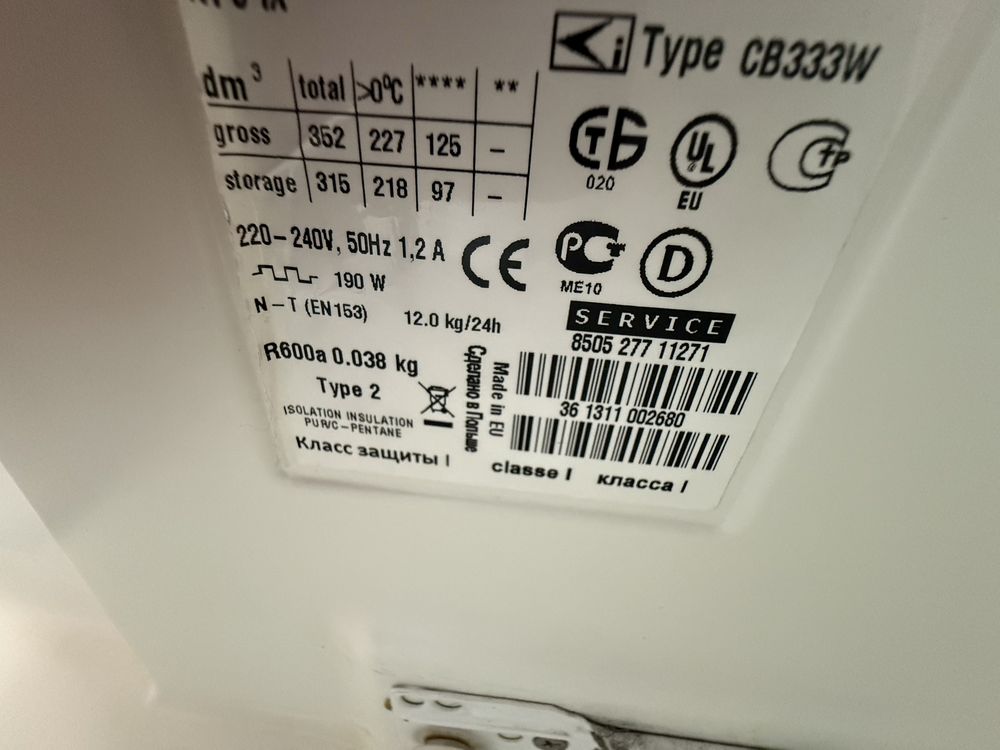 Type CB333W
dm³ total >0°C **** **
gross 352 227 125 –
storage 315 218 97 –
020
UL
EU
220-240V, 50Hz 1,2 A
CE
ME10
D
190 W
N-T (EN153) 12.0 kg/24h
SERVICE
8505 277 11271
R600a 0.038 kg
Type 2
Сделано в Польше
Made in EU
36 1311 002680
ISOLATION INSULATION
PUR/C-PENTANE
Класс защиты I classe I класса I